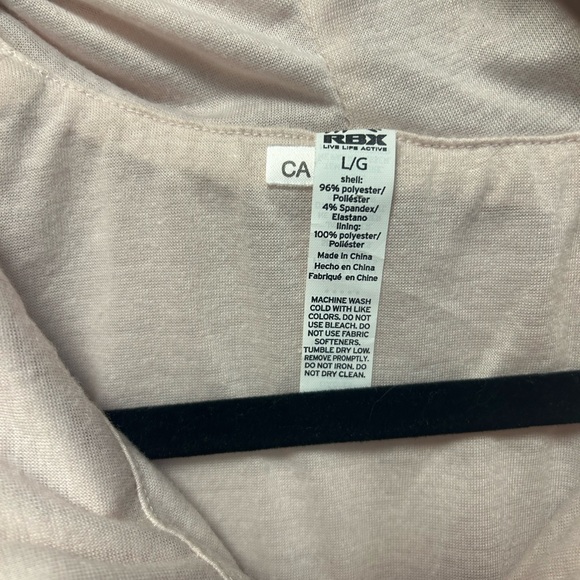 RBX
LIVE LIFE ACTIVE
CA
L/G
shell:
96% polyester/
Poliéster
4% Spandex/
Elastano
lining:
100% polyester/
Poliéster
Made in China
Hecho en China
Fabriqué en Chine
MACHINE WASH
COLD WITH LIKE
COLORS. DO NOT
USE BLEACH. DO
NOT USE FABRIC
SOFTENERS.
TUMBLE DRY LOW.
REMOVE PROMPTLY.
DO NOT IRON. DO
NOT DRY CLEAN.